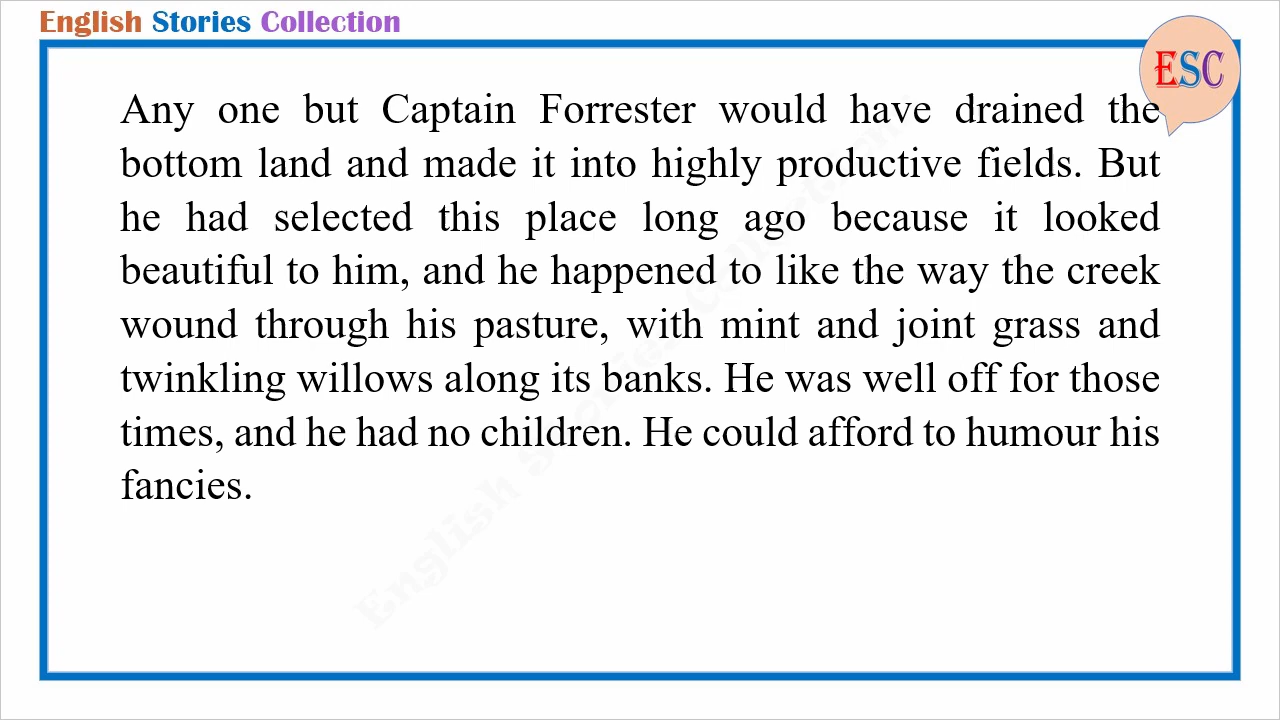 English Stories Collection
ESC
Any one but Captain Forrester would have drained the
bottom land and made it into highly productive fields. But
he had selected this place long ago because it looked
beautiful to him, and he happened to like the way the creek
wound through his pasture, with mint and joint grass and
twinkling willows along its banks. He was well off for those
times, and he had no children. He could afford to humour his
fancies.